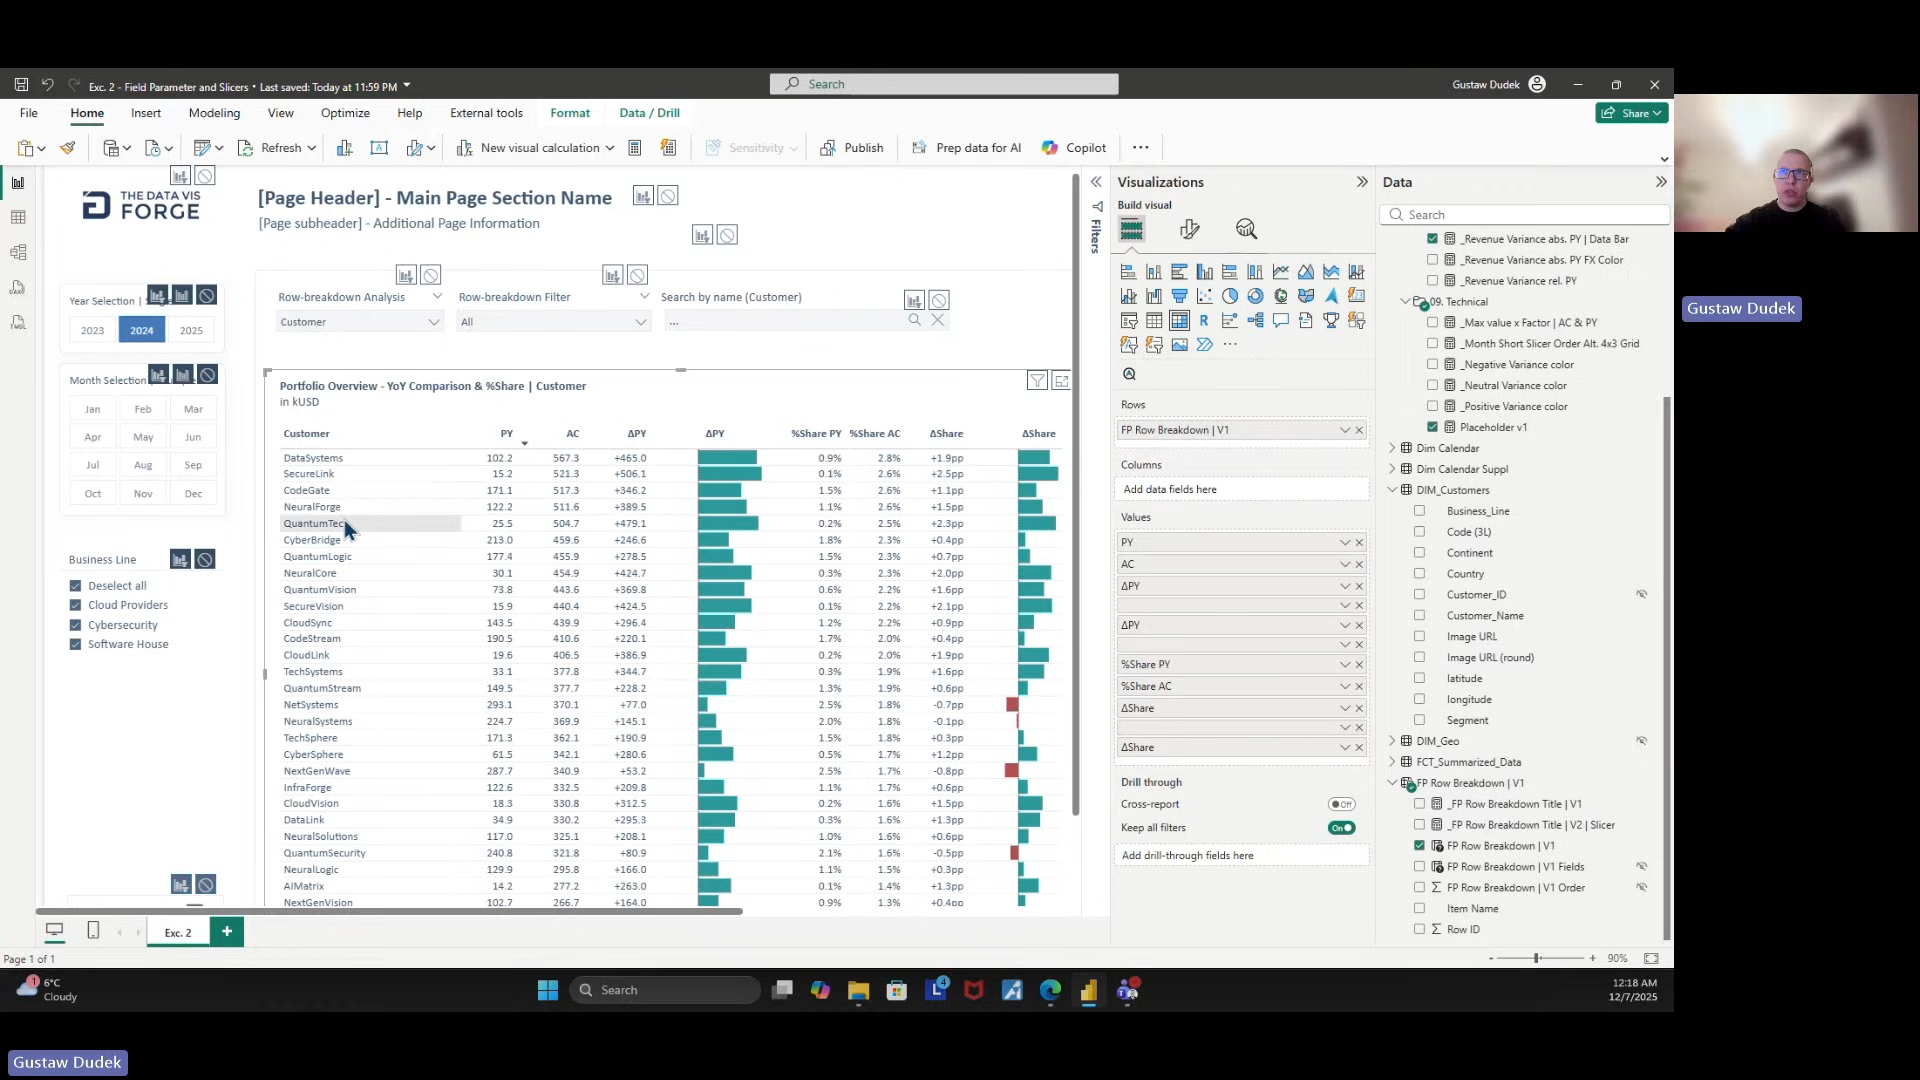 Search
Exc. 2 - Field Parameter and Slicers • Last saved: Today at 11:59 PM
Gustaw Dudek
File Home Insert Modeling View Optimize Help External tools Format Data / Drill
Share
Refresh New visual calculation Sensitivity Publish Prep data for AI Copilot
THE DATA VIS
FORGE
[Page Header] - Main Page Section Name
[Page subheader] - Additional Page Information
Year Selection |
2023 2024 2025
Month Selection
Jan Feb Mar
Apr May Jun
Jul Aug Sep
Oct Nov Dec
Business Line
Deselect all
Cloud Providers
Cybersecurity
Software House
Row-breakdown Analysis
Customer
Row-breakdown Filter
All
Search by name (Customer)
...
Portfolio Overview - YoY Comparison & %Share | Customer
in kUSD
Customer PY AC ΔPY ΔPY %Share PY %Share AC ΔShare ΔShare
DataSystems 102.2 567.3 +465.0 0.9% 2.8% +1.9pp
SecureLink 15.2 521.3 +506.1 0.1% 2.6% +2.5pp
CodeGate 171.1 517.3 +346.2 1.5% 2.6% +1.1pp
NeuralForge 122.2 511.6 +389.5 1.1% 2.6% +1.5pp
QuantumTec 25.5 504.7 +479.1 0.2% 2.5% +2.3pp
CyberBridge 213.0 459.6 +246.6 1.8% 2.3% +0.4pp
QuantumLogic 177.4 455.9 +278.5 1.5% 2.3% +0.7pp
NeuralCore 30.1 454.9 +424.7 0.3% 2.3% +2.0pp
QuantumVision 73.8 443.6 +369.8 0.6% 2.2% +1.6pp
SecureVision 15.9 440.4 +424.5 0.1% 2.2% +2.1pp
CloudSync 143.5 439.9 +296.4 1.2% 2.2% +0.9pp
CodeStream 190.5 410.6 +220.1 1.7% 2.0% +0.4pp
CloudLink 19.6 406.5 +386.9 0.2% 2.0% +1.9pp
TechSystems 33.1 377.8 +344.7 0.3% 1.9% +1.6pp
QuantumStream 149.5 377.7 +228.2 1.3% 1.9% +0.6pp
NetSystems 293.1 370.1 +77.0 2.5% 1.8% -0.7pp
NeuralSystems 224.7 369.9 +145.1 2.0% 1.8% -0.1pp
TechSphere 171.3 362.1 +190.9 1.5% 1.8% +0.3pp
CyberSphere 61.5 342.1 +280.6 0.5% 1.7% +1.2pp
NextGenWave 287.7 340.9 +53.2 2.5% 1.7% -0.8pp
InfraForge 122.6 332.5 +209.8 1.1% 1.7% +0.6pp
CloudVision 18.3 330.8 +312.5 0.2% 1.6% +1.5pp
DataLink 34.9 330.2 +295.3 0.3% 1.6% +1.3pp
NeuralSolutions 117.0 325.1 +208.1 1.0% 1.6% +0.6pp
QuantumSecurity 240.8 321.8 +80.9 2.1% 1.6% -0.5pp
NeuralLogic 129.9 295.8 +166.0 1.1% 1.5% +0.3pp
AIMatrix 14.2 277.2 +263.0 0.1% 1.4% +1.3pp
NextGenVision 102.7 266.7 +164.0 0.9% 1.3% +0.4pp
Filters
Visualizations
Build visual
Rows
FP Row Breakdown | V1
Columns
Add data fields here
Values
PY
AC
ΔPY
ΔPY
%Share PY
%Share AC
ΔShare
ΔShare
Drill through
Cross-report Off
Keep all filters On
Add drill-through fields here
Data
Search
_Revenue Variance abs. PY | Data Bar
_Revenue Variance abs. PY FX Color
_Revenue Variance rel. PY
09. Technical
_Max value x Factor | AC & PY
_Month Short Slicer Order Alt. 4x3 Grid
_Negative Variance color
_Neutral Variance color
_Positive Variance color
Placeholder v1
Dim Calendar
Dim Calendar Suppl
DIM_Customers
Business_Line
Code (3L)
Continent
Country
Customer_ID
Customer_Name
Image URL
Image URL (round)
latitude
longitude
Segment
DIM_Geo
FCT_Summarized_Data
FP Row Breakdown | V1
_FP Row Breakdown Title | V1
_FP Row Breakdown Title | V2 | Slicer
FP Row Breakdown | V1
FP Row Breakdown | V1 Fields
FP Row Breakdown | V1 Order
Item Name
Row ID
Exc. 2
Page 1 of 1
90%
1
6°C
Cloudy
Search
4
12:18 AM
12/7/2025
Gustaw Dudek
Gustaw Dudek